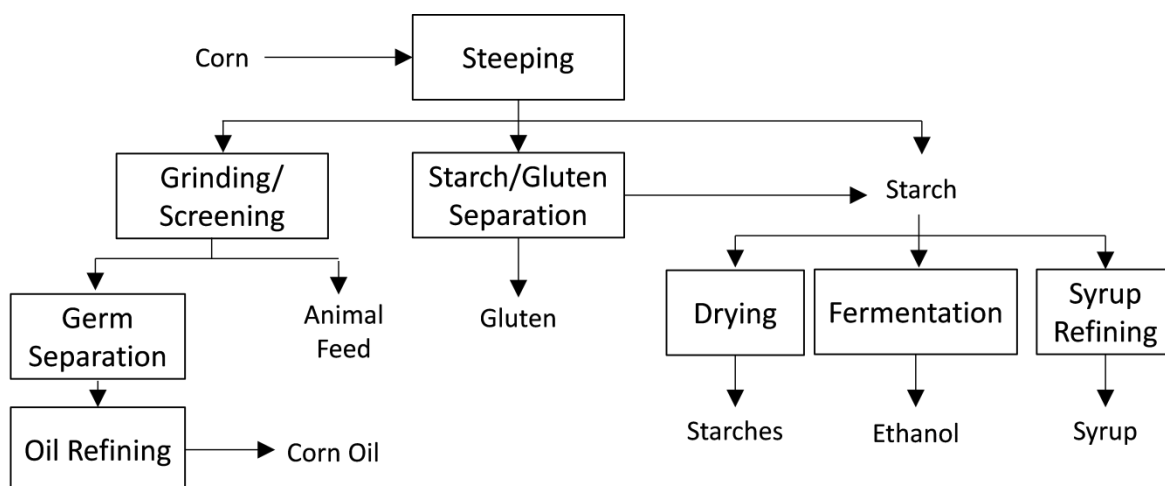 Corn
Steeping
Grinding/
Screening
Starch/Gluten
Separation
Starch
Germ
Separation
Animal
Feed
Gluten
Drying
Fermentation
Syrup
Refining
Oil Refining
Corn Oil
Starches
Ethanol
Syrup